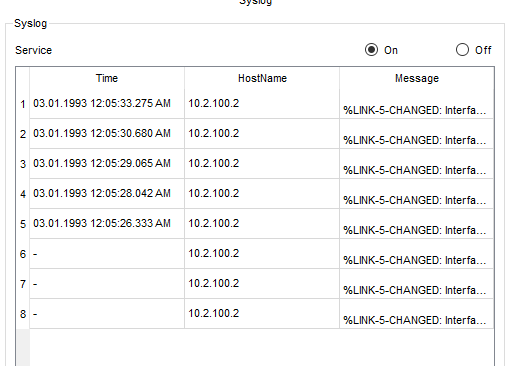 Syslog
Syslog
Service On Off
Time HostName Message
1 03.01.1993 12:05:33.275 AM 10.2.100.2 %LINK-5-CHANGED: Interfa...
2 03.01.1993 12:05:30.680 AM 10.2.100.2 %LINK-5-CHANGED: Interfa...
3 03.01.1993 12:05:29.065 AM 10.2.100.2 %LINK-5-CHANGED: Interfa...
4 03.01.1993 12:05:28.042 AM 10.2.100.2 %LINK-5-CHANGED: Interfa...
5 03.01.1993 12:05:26.333 AM 10.2.100.2 %LINK-5-CHANGED: Interfa...
6 - 10.2.100.2 %LINK-5-CHANGED: Interfa...
7 - 10.2.100.2 %LINK-5-CHANGED: Interfa...
8 - 10.2.100.2 %LINK-5-CHANGED: Interfa...